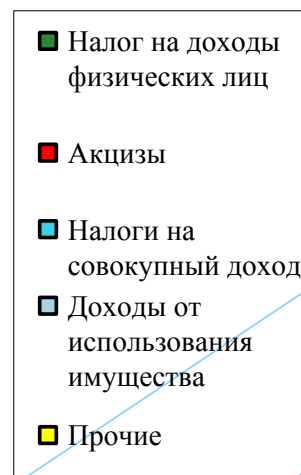 Налог на доходы
физических лиц
Акцизы
Налоги на
совокупный доход
Доходы от
использования
имущества
Прочие